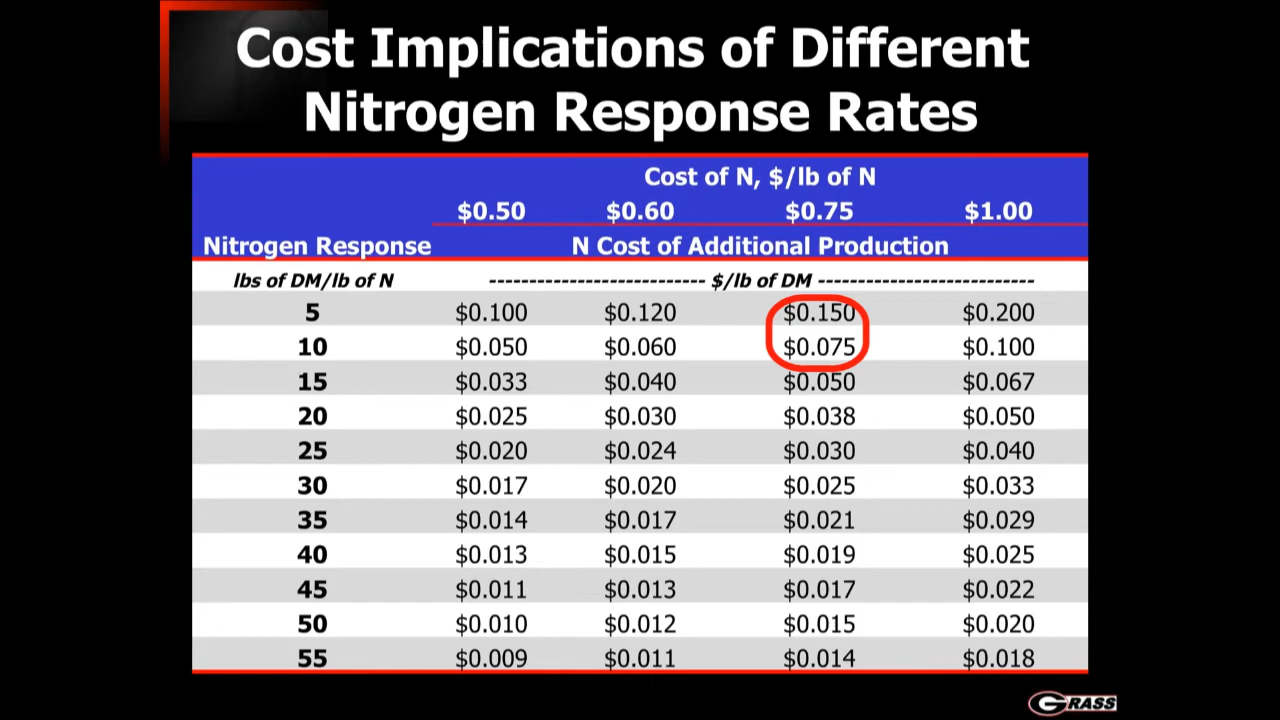 Cost Implications of Different
Nitrogen Response Rates
Cost of N, $/lb of N
$0.50 $0.60 $0.75 $1.00
Nitrogen Response N Cost of Additional Production
lbs of DM/lb of N --------------------------- $/lb of DM ---------------------------
5 $0.100 $0.120 $0.150 $0.200
10 $0.050 $0.060 $0.075 $0.100
15 $0.033 $0.040 $0.050 $0.067
20 $0.025 $0.030 $0.038 $0.050
25 $0.020 $0.024 $0.030 $0.040
30 $0.017 $0.020 $0.025 $0.033
35 $0.014 $0.017 $0.021 $0.029
40 $0.013 $0.015 $0.019 $0.025
45 $0.011 $0.013 $0.017 $0.022
50 $0.010 $0.012 $0.015 $0.020
55 $0.009 $0.011 $0.014 $0.018
GRASS